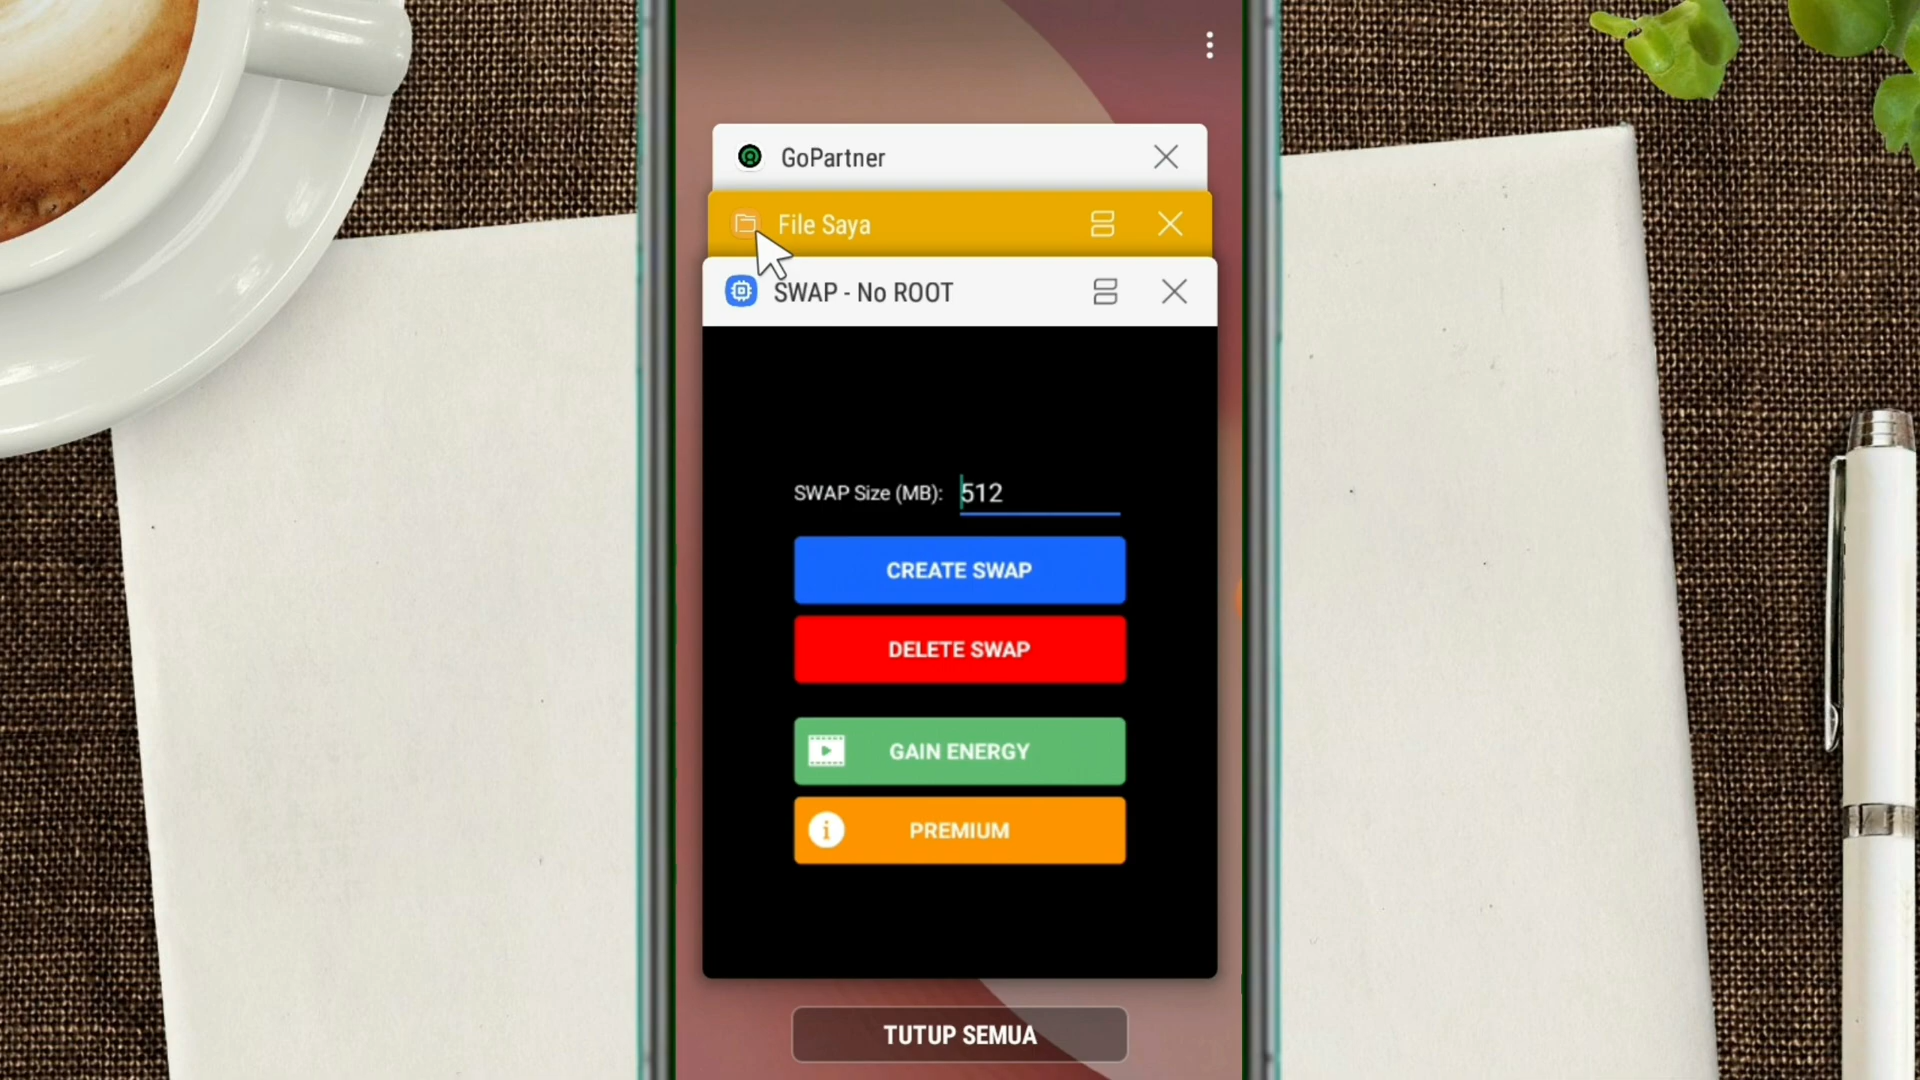 GoPartner
File Saya
SWAP - No ROOT
SWAP Size (MB): 512
CREATE SWAP
DELETE SWAP
GAIN ENERGY
PREMIUM
TUTUP SEMUA